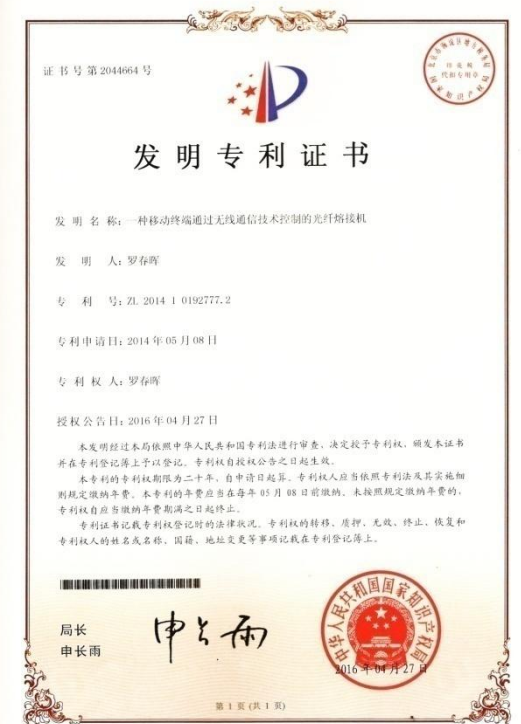 证书号第2044664号
印花税
代扣专用章
发明专利证书
发明名称：一种移动终端通过无线通信技术控制的光纤熔接机
发明人：罗春晖
专利号：ZL 2014 1 0192777.2
专利申请日：2014年05月08日
专利权人：罗春晖
授权公告日：2016年04月27日
本发明经过本局依照中华人民共和国专利法进行审查，决定授予专利权，颁发本证书
并在专利登记簿上予以登记。专利权自授权公告之日起生效。
本专利的专利权期限为二十年，自申请日起算。专利权人应当依照专利法及其实施细
则规定缴纳年费。本专利的年费应当在每年05月08日前缴纳。未按照规定缴纳年费的，
专利权自应当缴纳年费期满之日起终止。
专利证书记载专利权登记时的法律状况。专利权的转移、质押、无效、终止、恢复和
专利权人的姓名或名称、国籍、地址变更等事项记载在专利登记簿上。
局长
申长雨
申长雨
中华人民共和国国家知识产权局
2016年04月27日
第1页（共1页）